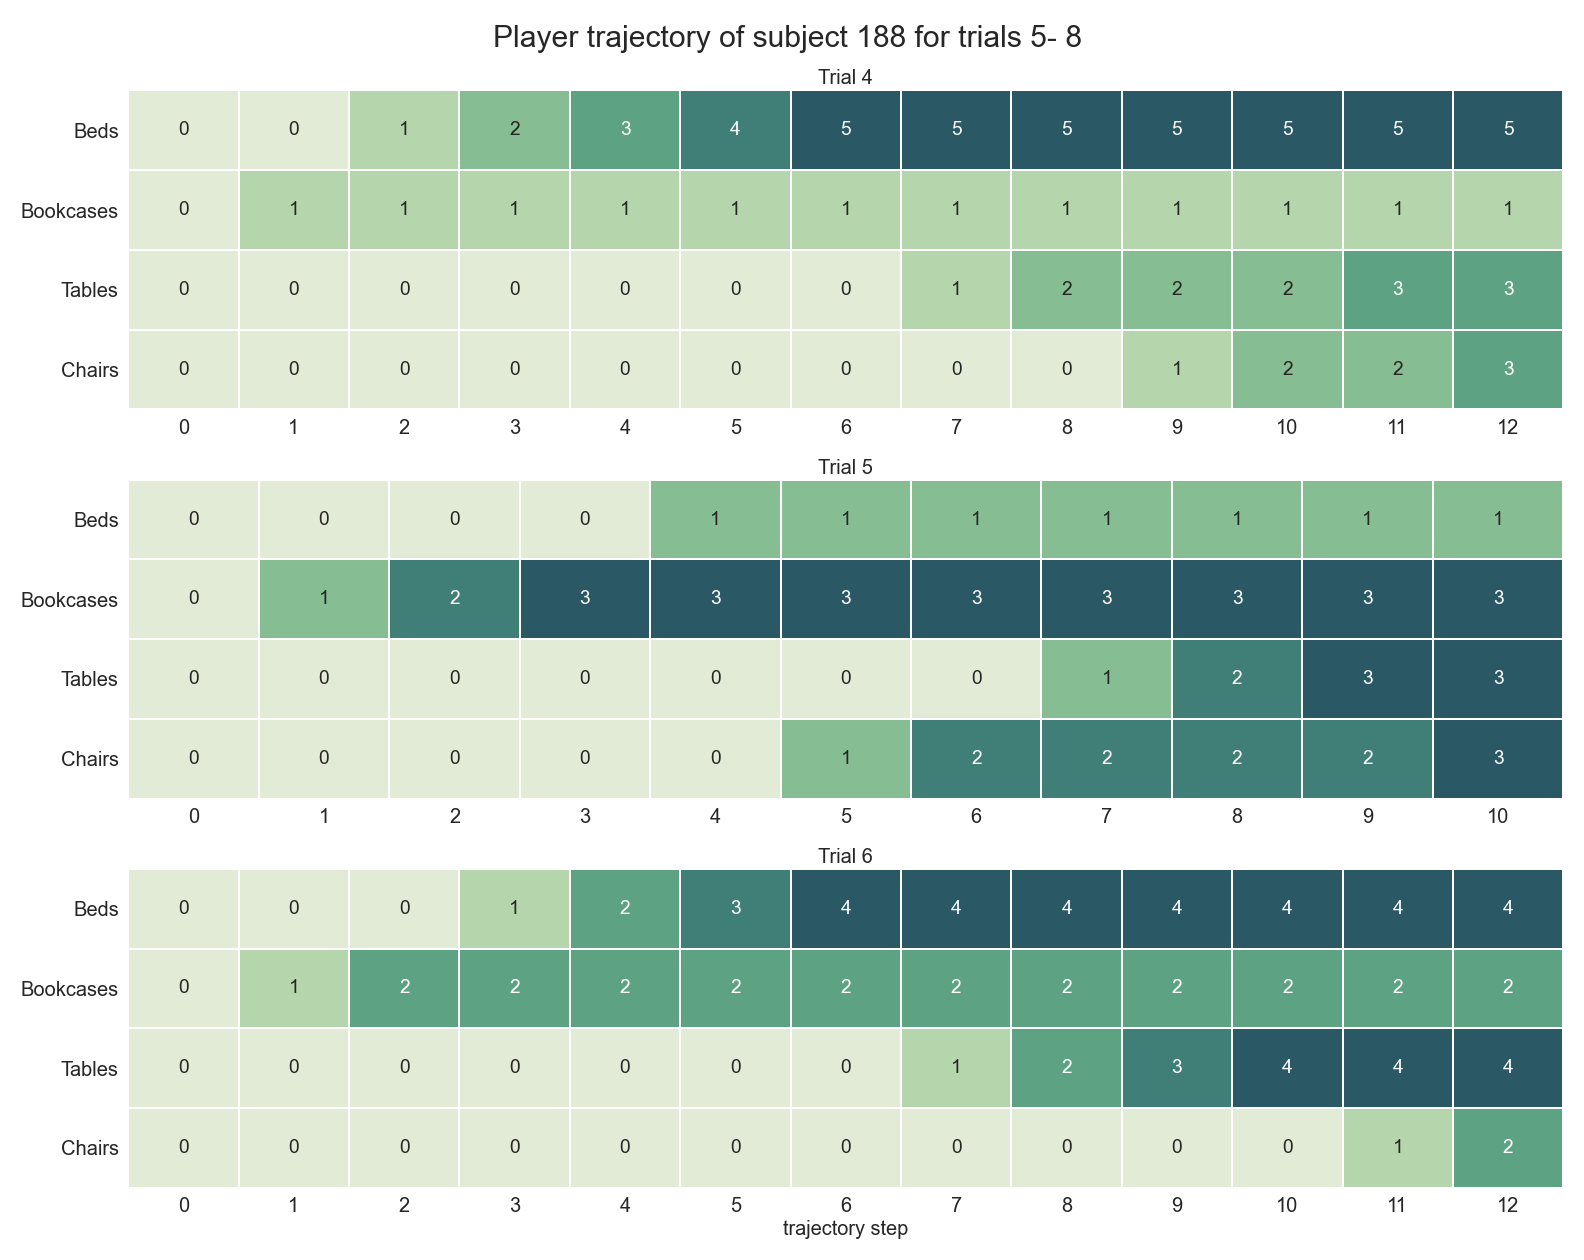 Player trajectory of subject 188 for trials 5- 8
Trial 4
Beds 0 0 1 2 3 4 5 5 5 5 5 5 5
Bookcases 0 1 1 1 1 1 1 1 1 1 1 1 1
Tables 0 0 0 0 0 0 0 1 2 2 2 3 3
Chairs 0 0 0 0 0 0 0 0 0 1 2 2 3
0 1 2 3 4 5 6 7 8 9 10 11 12
Trial 5
Beds 0 0 0 0 1 1 1 1 1 1 1
Bookcases 0 1 2 3 3 3 3 3 3 3 3
Tables 0 0 0 0 0 0 0 1 2 3 3
Chairs 0 0 0 0 0 1 2 2 2 2 3
0 1 2 3 4 5 6 7 8 9 10
Trial 6
Beds 0 0 0 1 2 3 4 4 4 4 4 4 4
Bookcases 0 1 2 2 2 2 2 2 2 2 2 2 2
Tables 0 0 0 0 0 0 0 1 2 3 4 4 4
Chairs 0 0 0 0 0 0 0 0 0 0 0 1 2
0 1 2 3 4 5 6 7 8 9 10 11 12
trajectory step